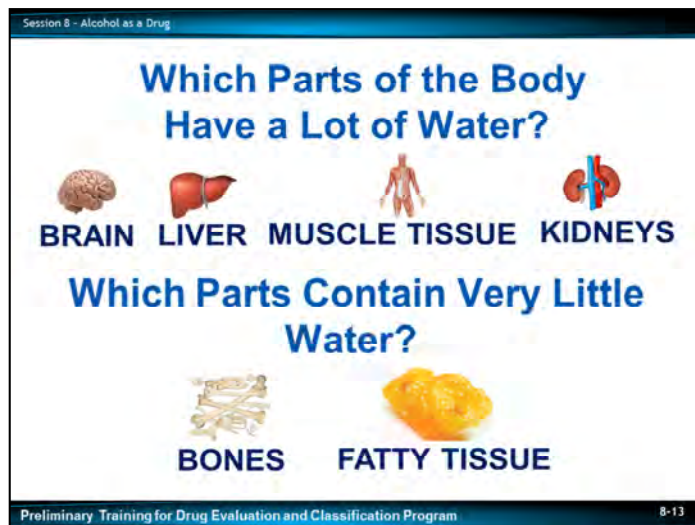 Session 8 - Alcohol as a Drug
Which Parts of the Body
Have a Lot of Water?
BRAIN LIVER MUSCLE TISSUE KIDNEYS
Which Parts Contain Very Little
Water?
BONES FATTY TISSUE
Preliminary Training for Drug Evaluation and Classification Program 8-13